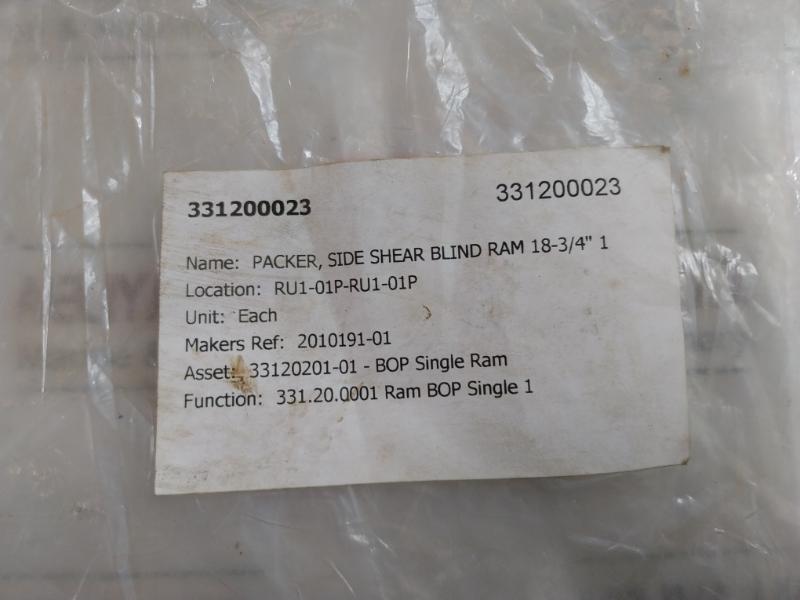 331200023 331200023
Name: PACKER, SIDE SHEAR BLIND RAM 18-3/4" 1
Location: RU1-01P-RU1-01P
Unit: Each
Makers Ref: 2010191-01
Asset: 33120201-01 - BOP Single Ram
Function: 331.20.0001 Ram BOP Single 1